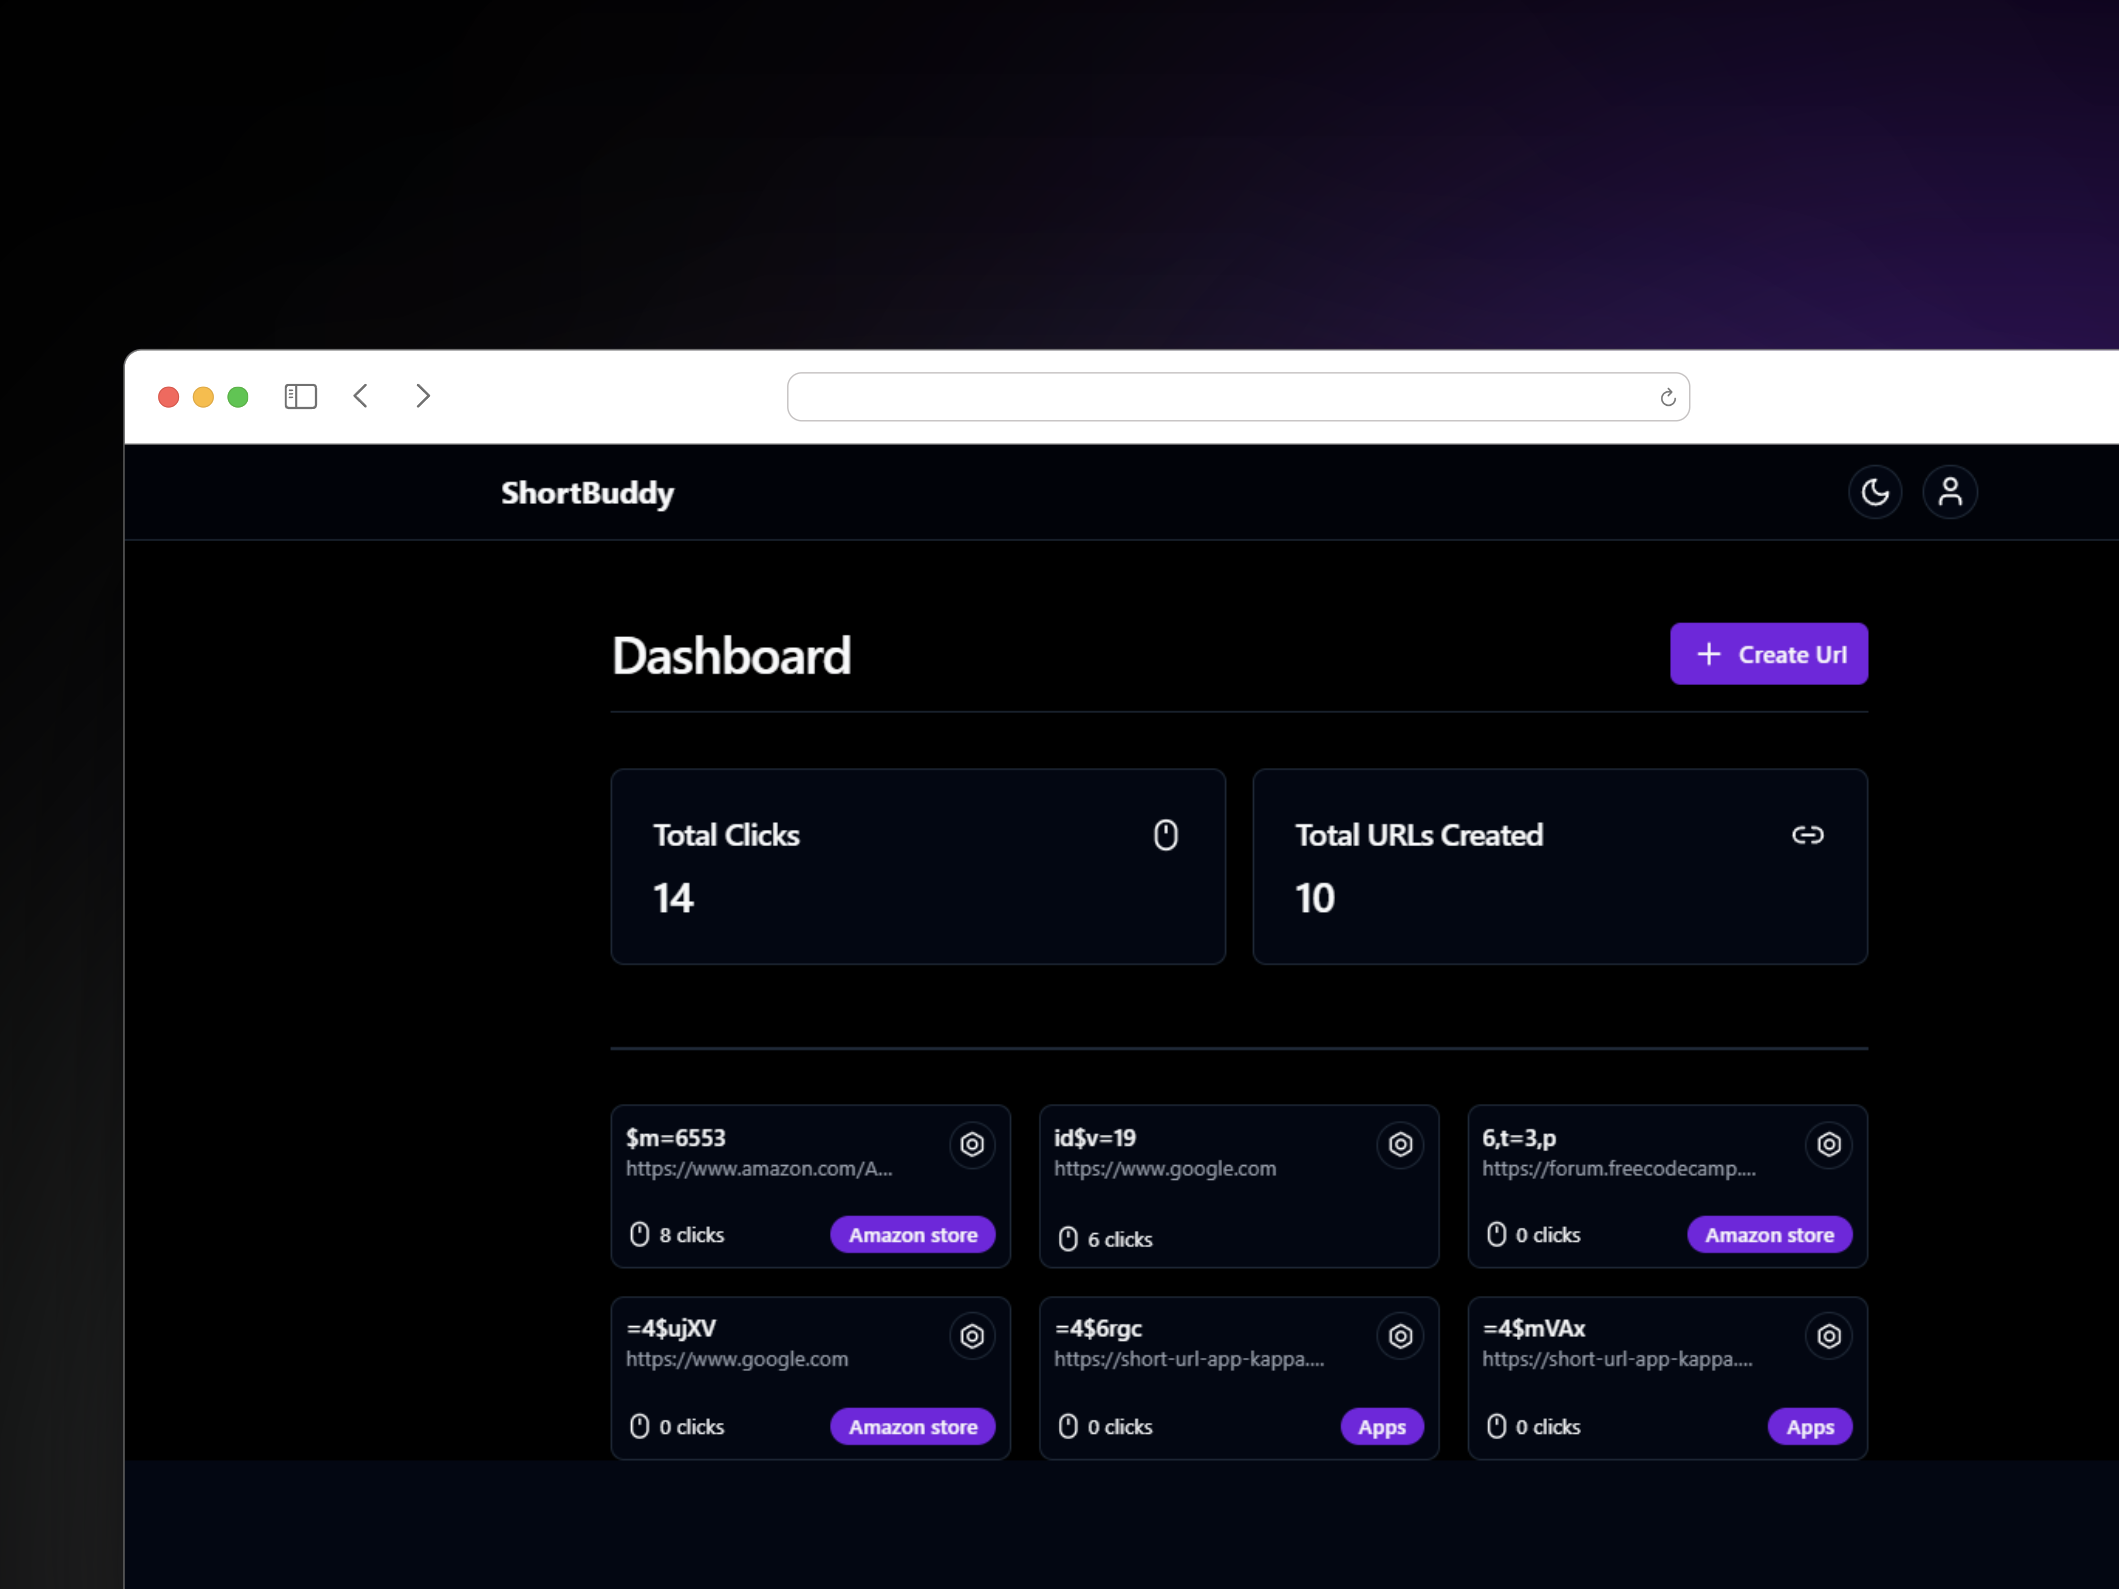 ShortBuddy
Dashboard
Create Url
Total Clicks
14
Total URLs Created
10
$m=6553
https://www.amazon.com/A...
8 clicks
Amazon store
id$v=19
https://www.google.com
6 clicks
6,t=3,p
https://forum.freecodecamp....
0 clicks
Amazon store
=4$ujXV
https://www.google.com
0 clicks
Amazon store
=4$6rgc
https://short-url-app-kappa....
0 clicks
Apps
=4$mVAx
https://short-url-app-kappa....
0 clicks
Apps